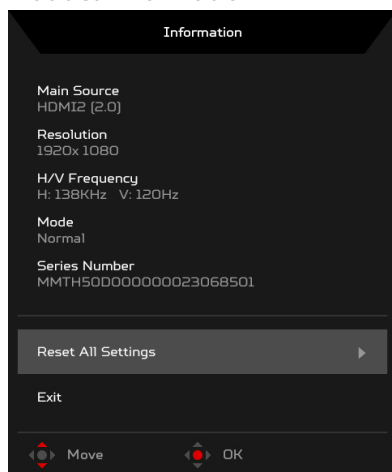 Information
Main Source
HDMI2 (2.0)
Resolution
1920x 1080
H/V Frequency
H: 138KHz V: 120Hz
Mode
Normal
Series Number
MMTH50D000000023068501
Reset All Settings
Exit
Move OK